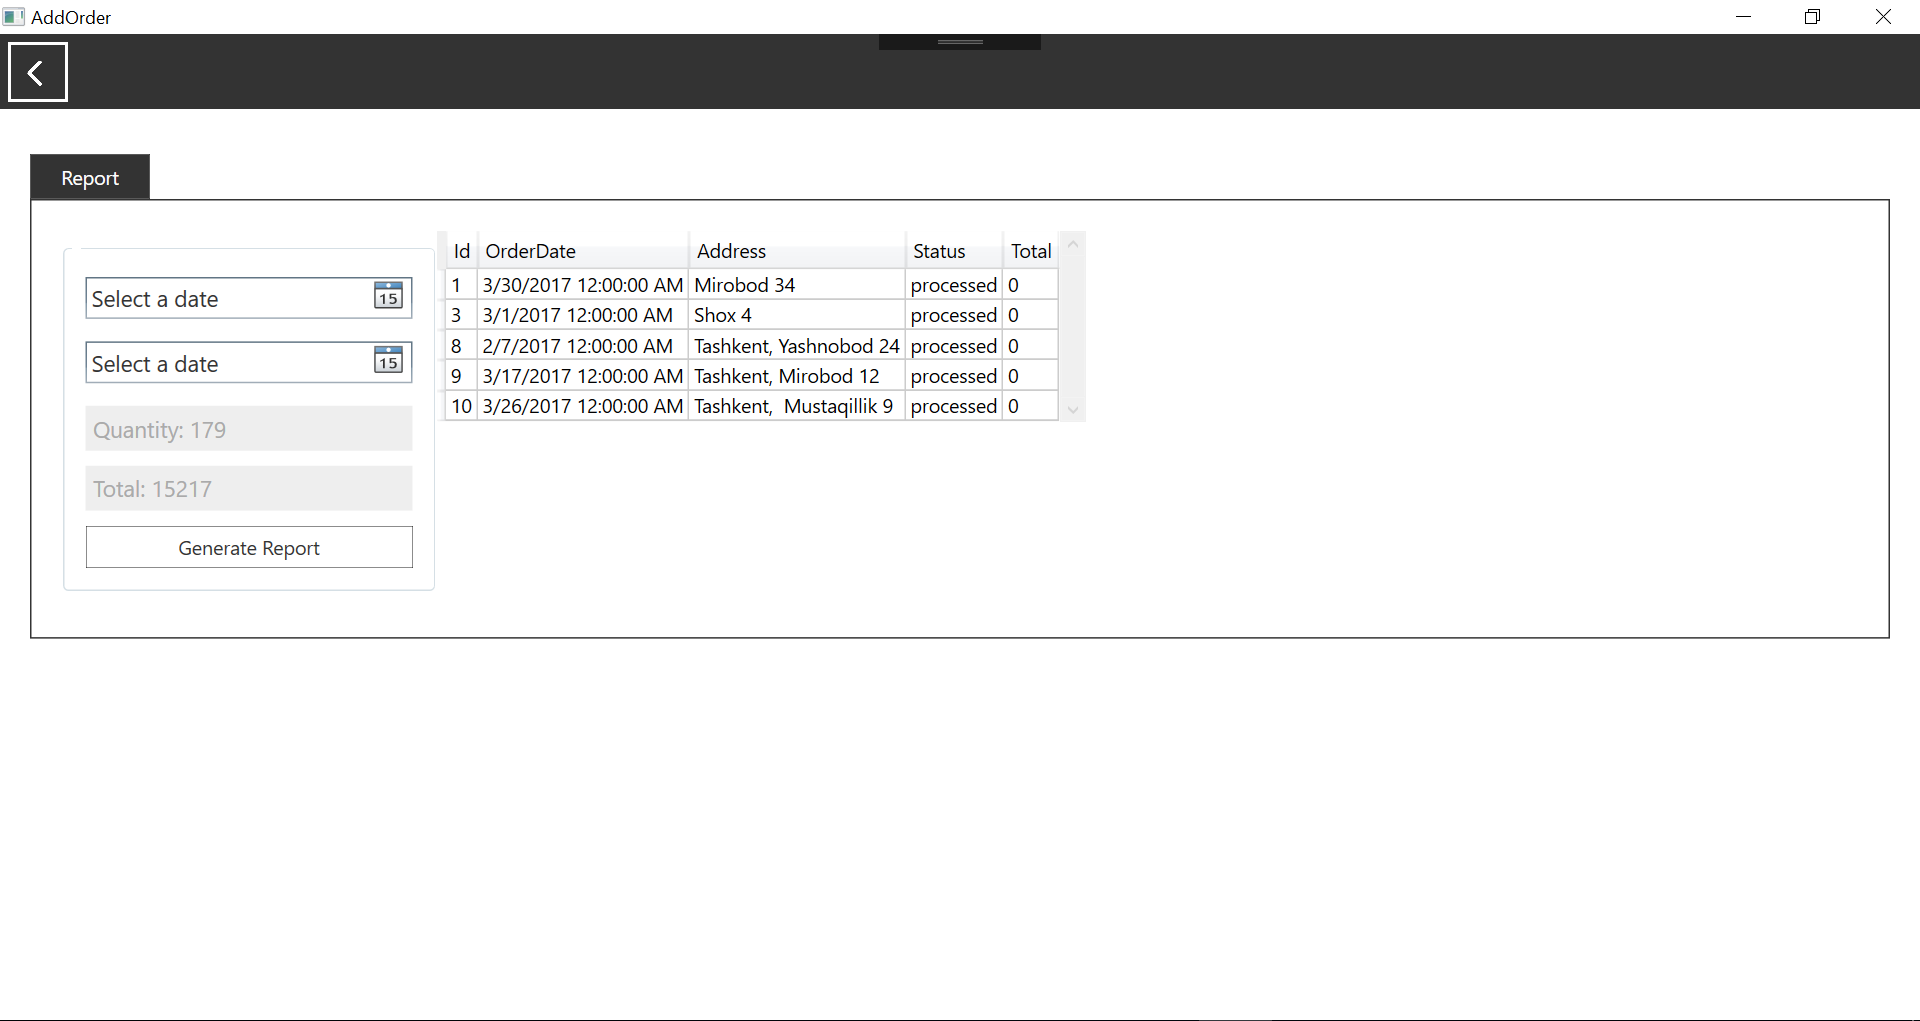 AddOrder
Report
Select a date
15
Select a date
15
Quantity: 179
Total: 15217
Generate Report
Id OrderDate Address Status Total
1 3/30/2017 12:00:00 AM Mirobod 34 processed 0
3 3/1/2017 12:00:00 AM Shox 4 processed 0
8 2/7/2017 12:00:00 AM Tashkent, Yashnobod 24 processed 0
9 3/17/2017 12:00:00 AM Tashkent, Mirobod 12 processed 0
10 3/26/2017 12:00:00 AM Tashkent,  Mustaqillik 9 processed 0